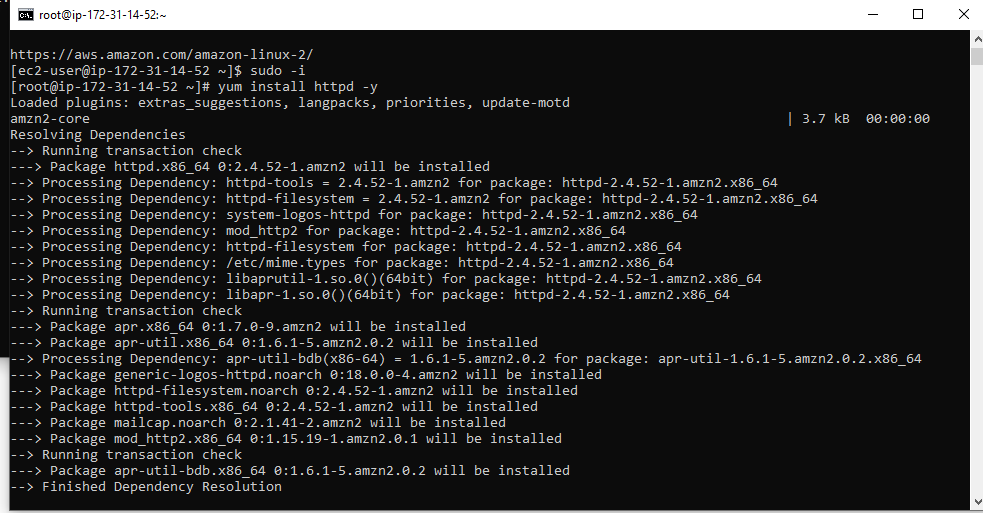 root@ip-172-31-14-52:~
https://aws.amazon.com/amazon-linux-2/
[ec2-user@ip-172-31-14-52 ~]$ sudo -i
[root@ip-172-31-14-52 ~]# yum install httpd -y
Loaded plugins: extras_suggestions, langpacks, priorities, update-motd
amzn2-core | 3.7 kB 00:00:00
Resolving Dependencies
--> Running transaction check
---> Package httpd.x86_64 0:2.4.52-1.amzn2 will be installed
--> Processing Dependency: httpd-tools = 2.4.52-1.amzn2 for package: httpd-2.4.52-1.amzn2.x86_64
--> Processing Dependency: httpd-filesystem = 2.4.52-1.amzn2 for package: httpd-2.4.52-1.amzn2.x86_64
--> Processing Dependency: system-logos-httpd for package: httpd-2.4.52-1.amzn2.x86_64
--> Processing Dependency: mod_http2 for package: httpd-2.4.52-1.amzn2.x86_64
--> Processing Dependency: httpd-filesystem for package: httpd-2.4.52-1.amzn2.x86_64
--> Processing Dependency: /etc/mime.types for package: httpd-2.4.52-1.amzn2.x86_64
--> Processing Dependency: libaprutil-1.so.0()(64bit) for package: httpd-2.4.52-1.amzn2.x86_64
--> Processing Dependency: libapr-1.so.0()(64bit) for package: httpd-2.4.52-1.amzn2.x86_64
--> Running transaction check
---> Package apr.x86_64 0:1.7.0-9.amzn2 will be installed
---> Package apr-util.x86_64 0:1.6.1-5.amzn2.0.2 will be installed
--> Processing Dependency: apr-util-bdb(x86-64) = 1.6.1-5.amzn2.0.2 for package: apr-util-1.6.1-5.amzn2.0.2.x86_64
---> Package generic-logos-httpd.noarch 0:18.0.0-4.amzn2 will be installed
---> Package httpd-filesystem.noarch 0:2.4.52-1.amzn2 will be installed
---> Package httpd-tools.x86_64 0:2.4.52-1.amzn2 will be installed
---> Package mailcap.noarch 0:2.1.41-2.amzn2 will be installed
---> Package mod_http2.x86_64 0:1.15.19-1.amzn2.0.1 will be installed
--> Running transaction check
---> Package apr-util-bdb.x86_64 0:1.6.1-5.amzn2.0.2 will be installed
--> Finished Dependency Resolution